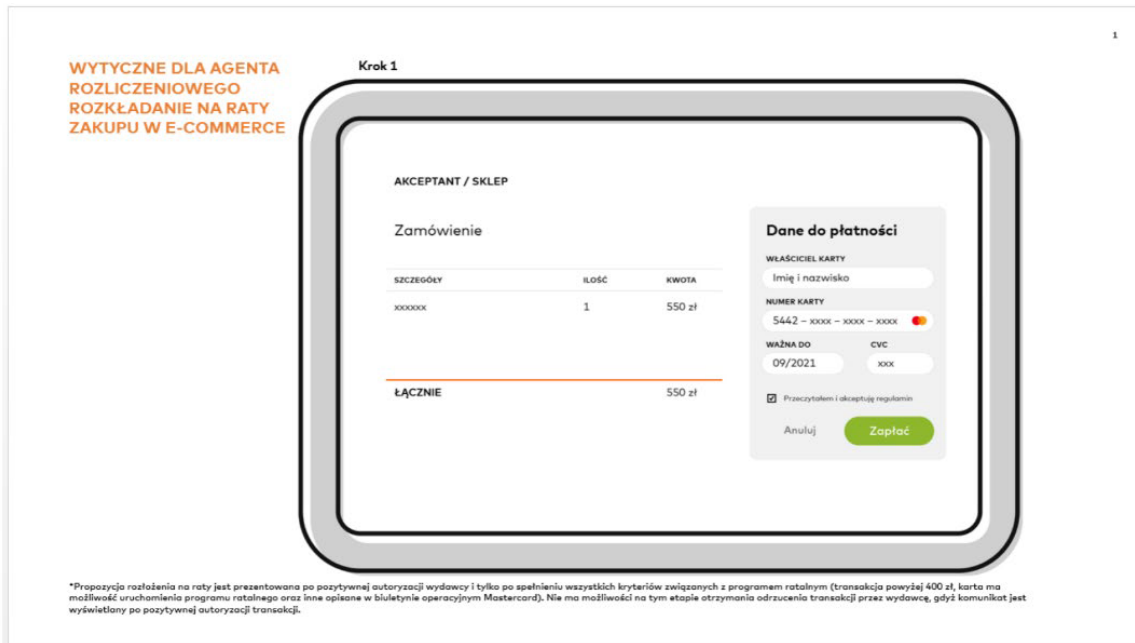 1
WYTYCZNE DLA AGENTA
ROZLICZENIOWEGO
ROZKŁADANIE NA RATY
ZAKUPU W E-COMMERCE
Krok 1
AKCEPTANT / SKLEP
Zamówienie
SZCZEGÓŁY ILOŚĆ KWOTA
xxxxxx 1 550 zł
ŁĄCZNIE 550 zł
Dane do płatności
WŁAŚCICIEL KARTY
Imię i nazwisko
NUMER KARTY
5442 – xxxx – xxxx – xxxx
WAŻNA DO CVC
09/2021 xxx
Przeczytałem i akceptuję regulamin
Anuluj Zapłać
*Propozycja rozłożenia na raty jest prezentowana po pozytywnej autoryzacji wydawcy i tylko po spełnieniu wszystkich kryteriów związanych z programem ratalnym (transakcja powyżej 400 zł, karta ma
możliwość uruchamienia programu ratalnego oraz inne opisane w biuletynie operacyjnym Mastercard). Nie ma możliwości na tym etapie otrzymania odrzucenia transakcji przez wydawcę, gdyż komunikat jest
wyświetlany po pozytywnej autoryzacji transakcji.